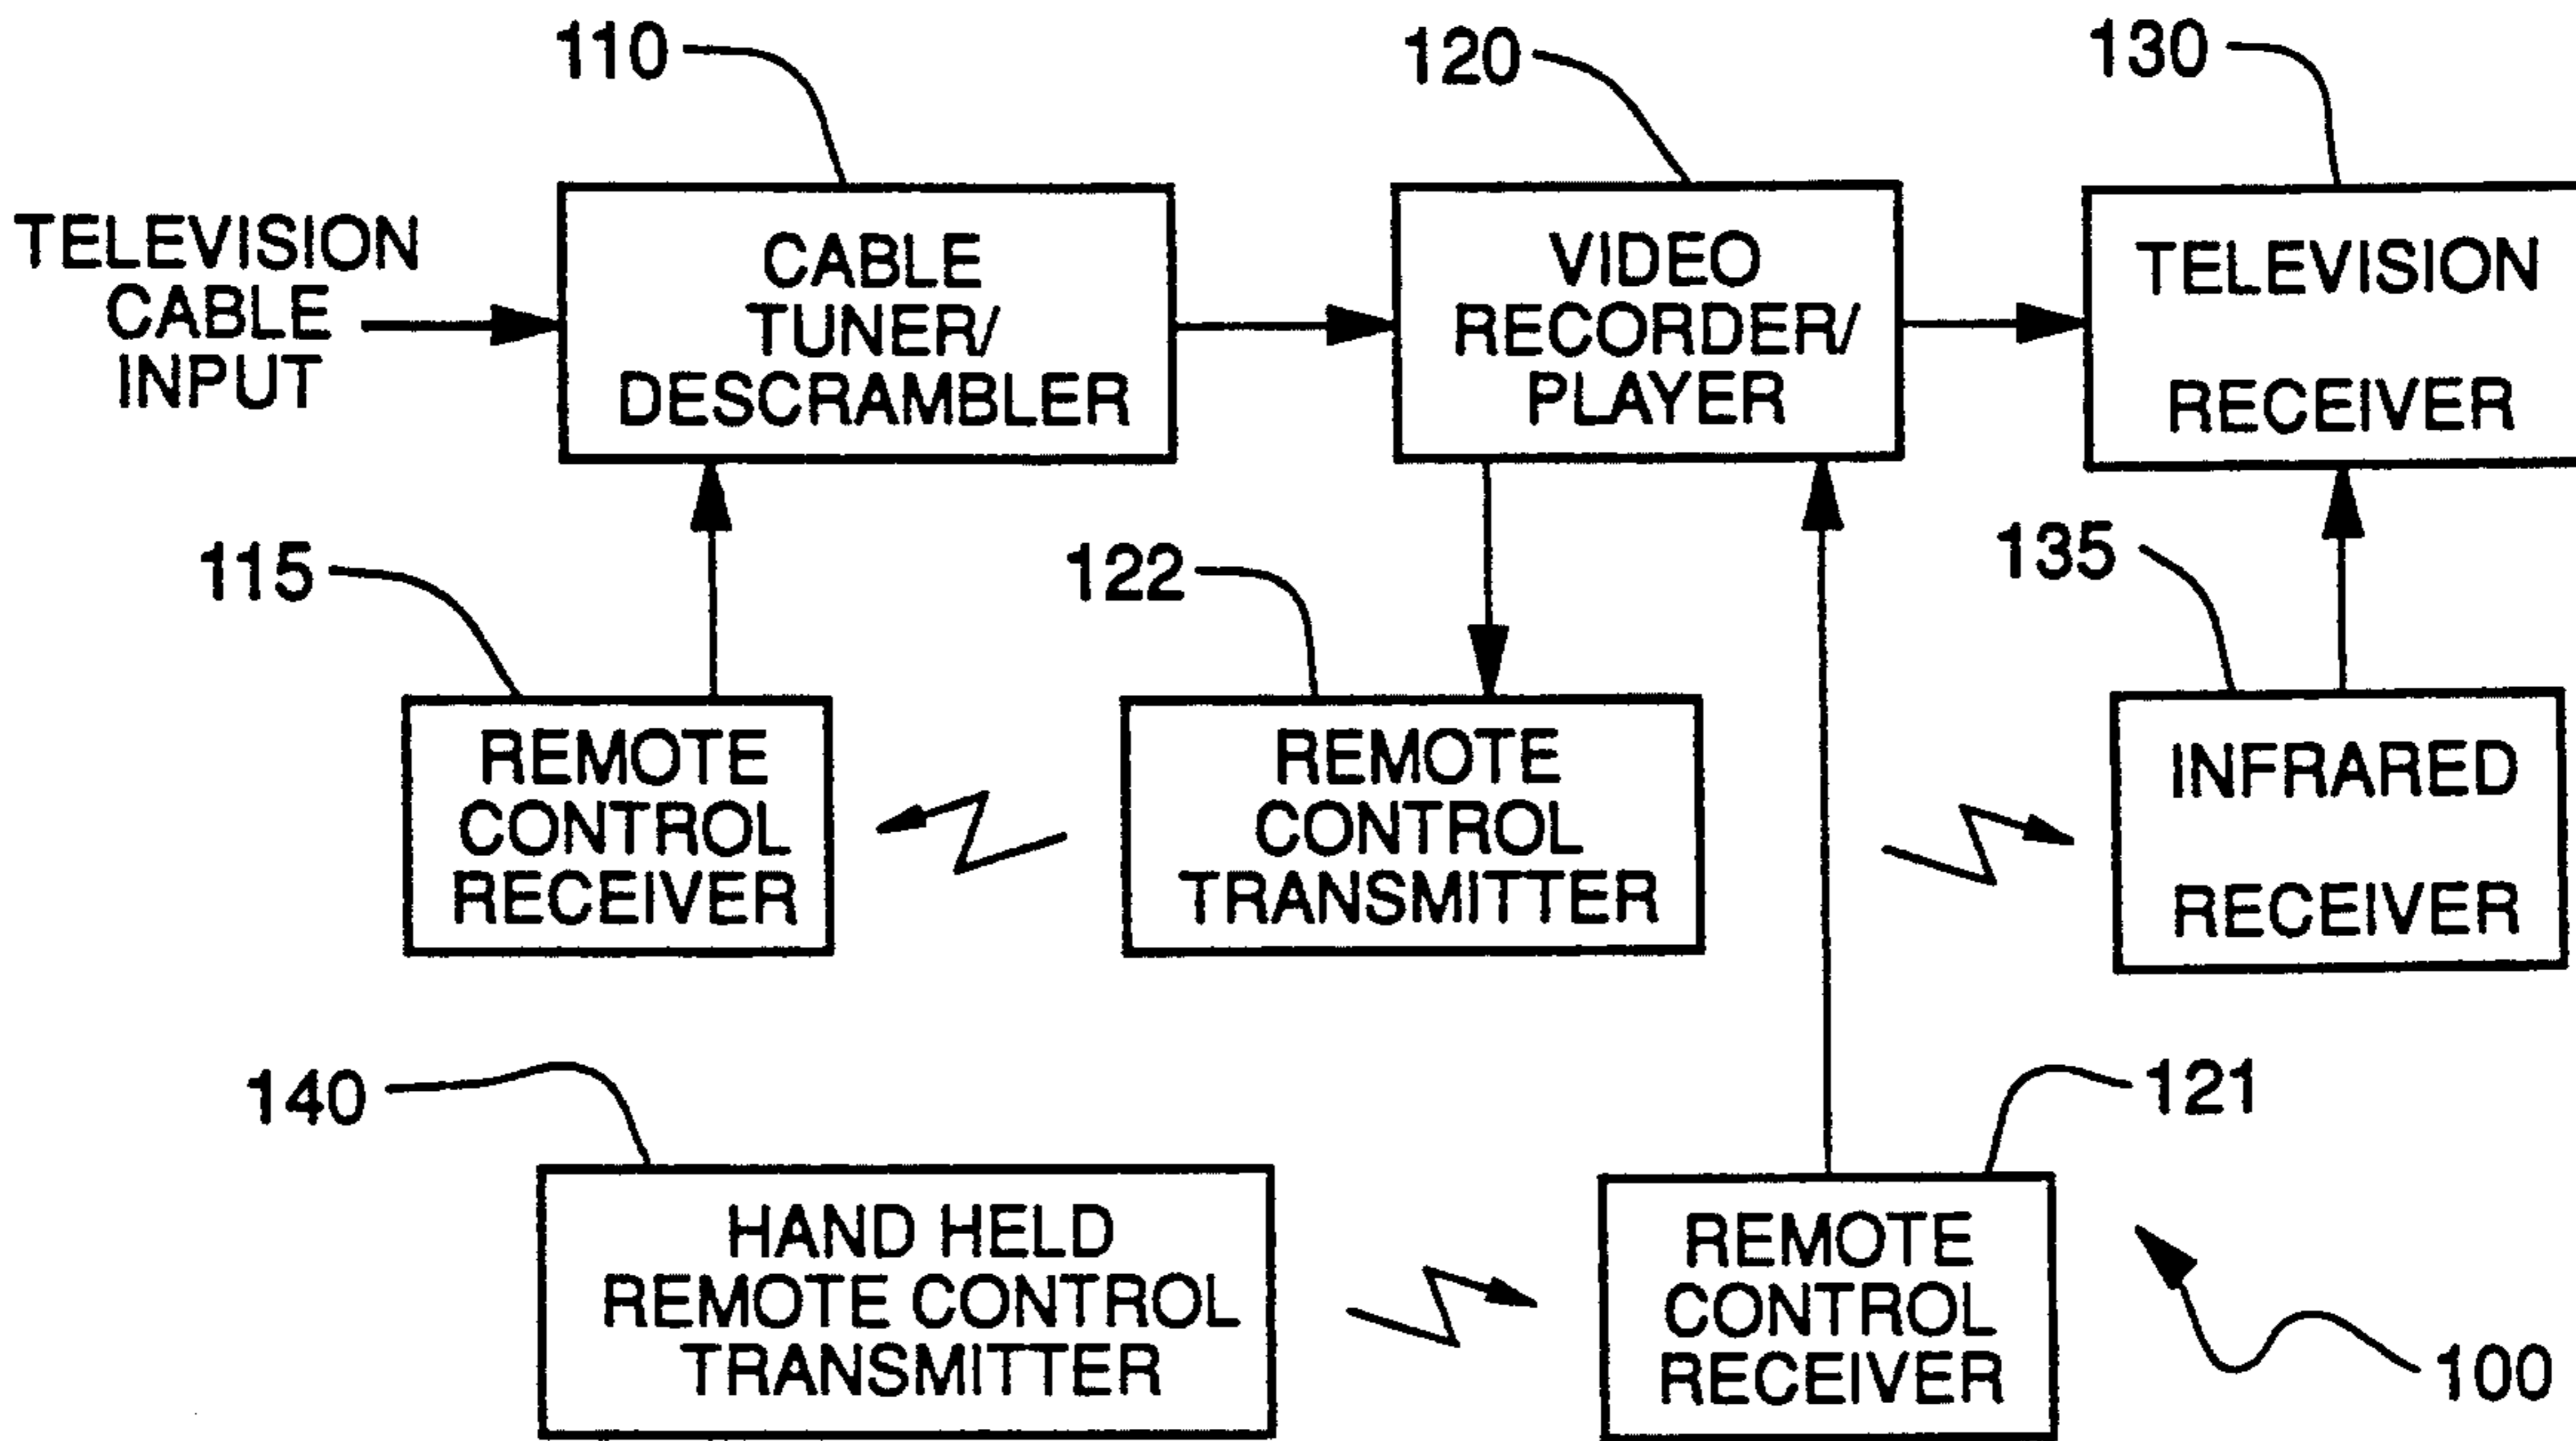 110
120
130
TELEVISION
CABLE
INPUT
CABLE
TUNER/
DESCRAMBLER
VIDEO
RECORDER/
PLAYER
TELEVISION
RECEIVER
115
122
135
REMOTE
CONTROL
RECEIVER
REMOTE
CONTROL
TRANSMITTER
INFRARED
RECEIVER
140
121
HAND HELD
REMOTE CONTROL
TRANSMITTER
REMOTE
CONTROL
RECEIVER
100